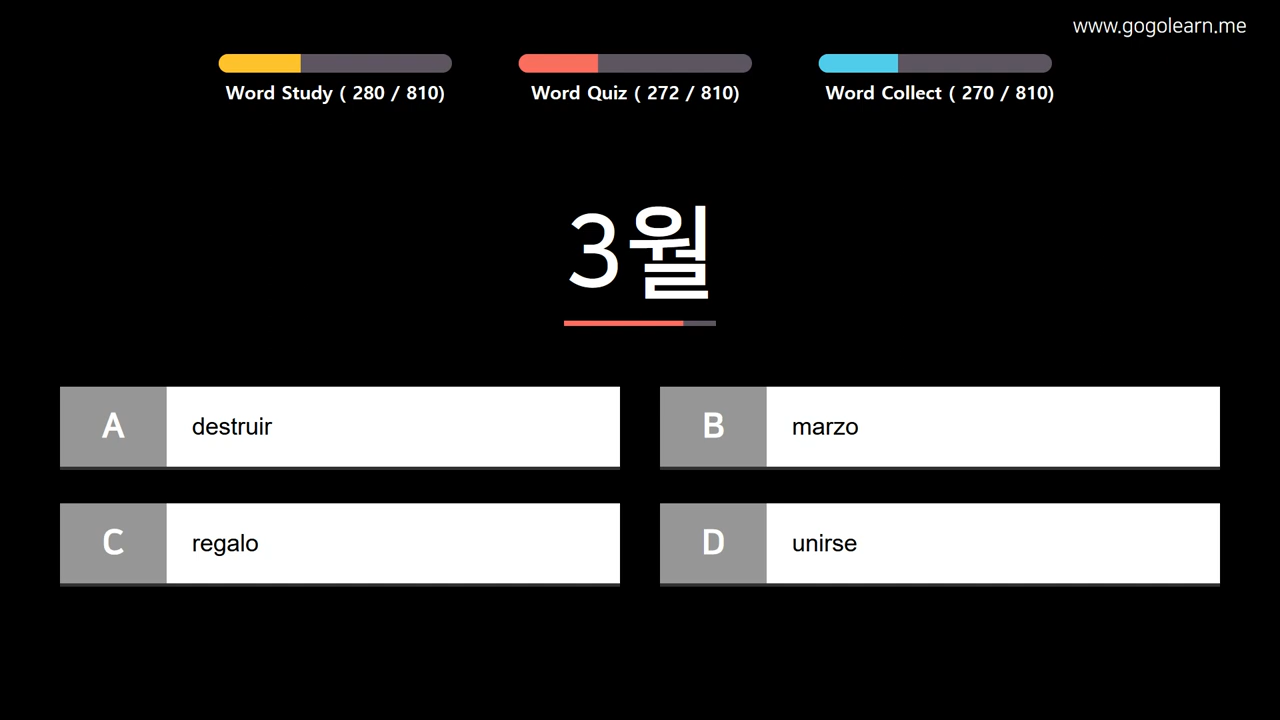 www.gogolearn.me
Word Study ( 280 / 810)
Word Quiz ( 272 / 810)
Word Collect ( 270 / 810)
3월
A destruir
B marzo
C regalo
D unirse